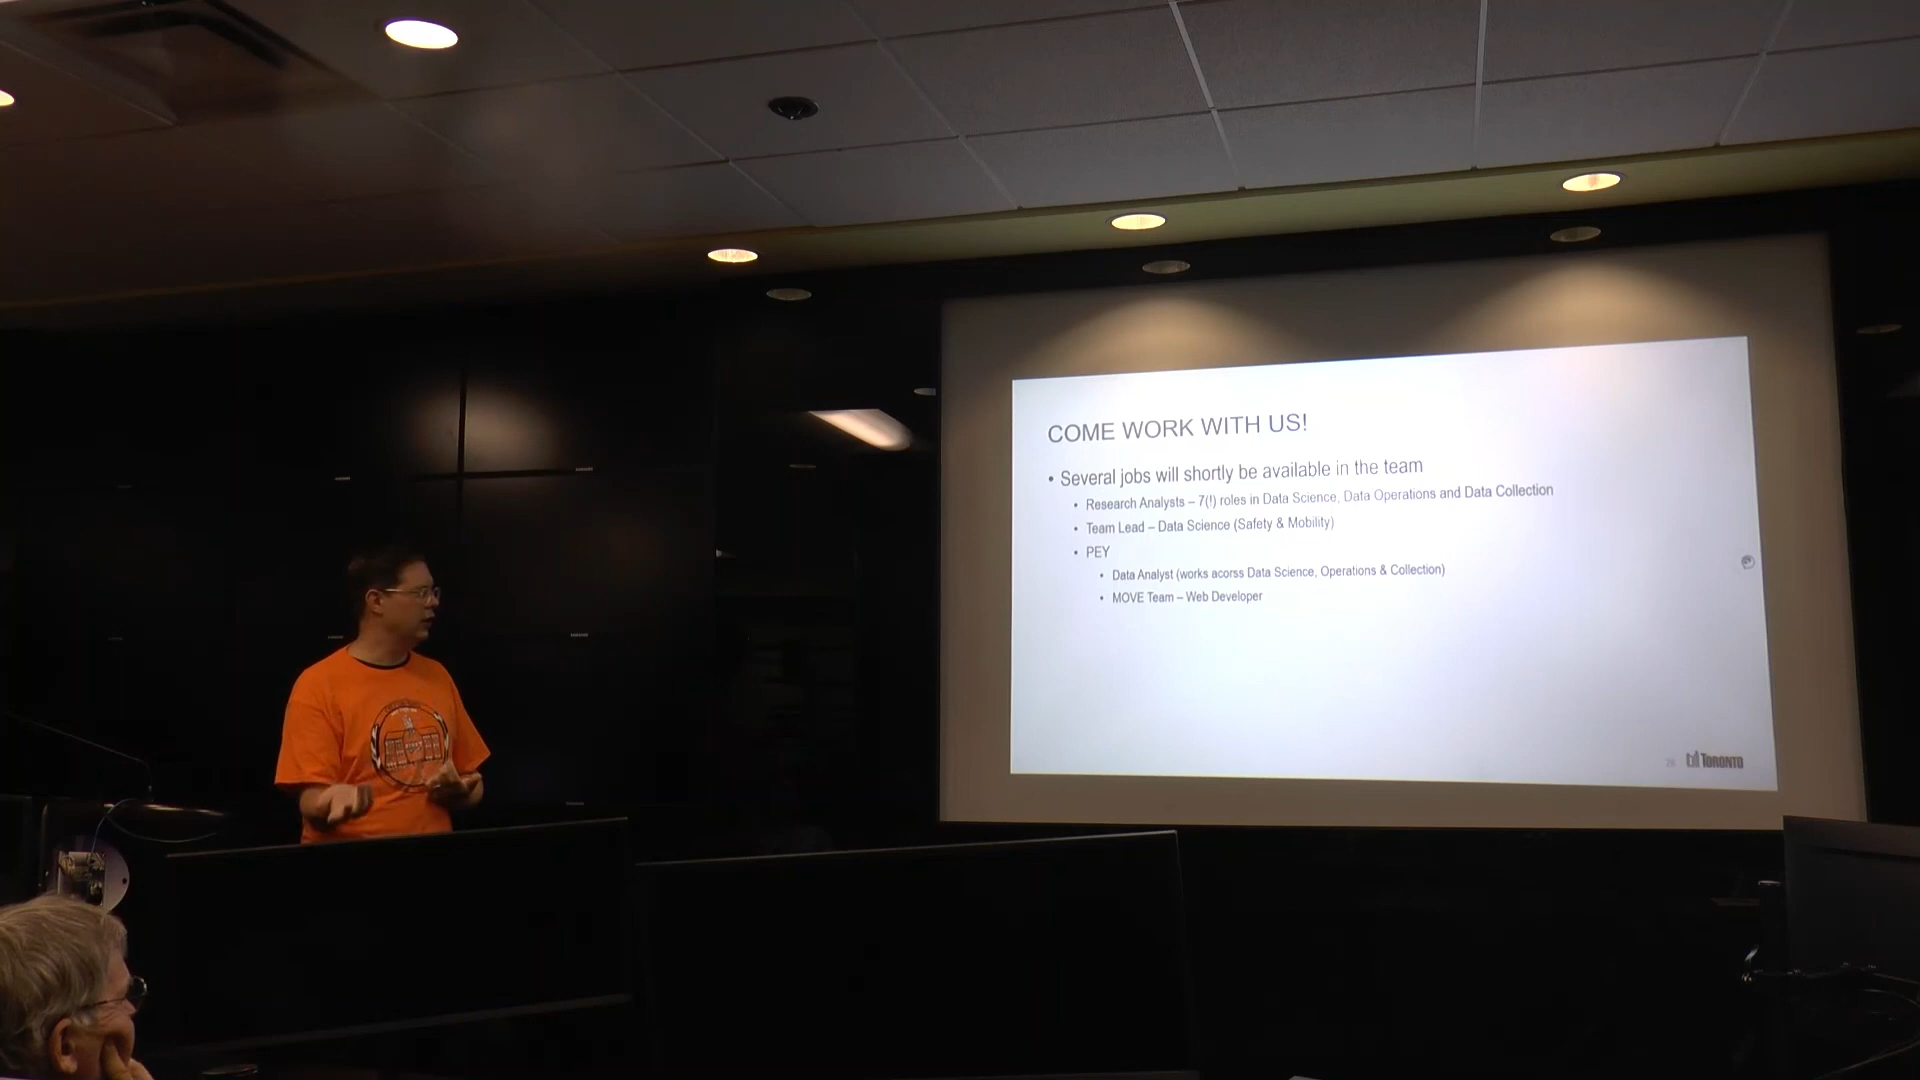 COME WORK WITH US!
• Several jobs will shortly be available in the team
• Research Analysts – 7(!) roles in Data Science, Data Operations and Data Collection
• Team Lead – Data Science (Safety & Mobility)
• PEY
• Data Analyst (works acorss Data Science, Operations & Collection)
• MOVE Team – Web Developer
TORONTO